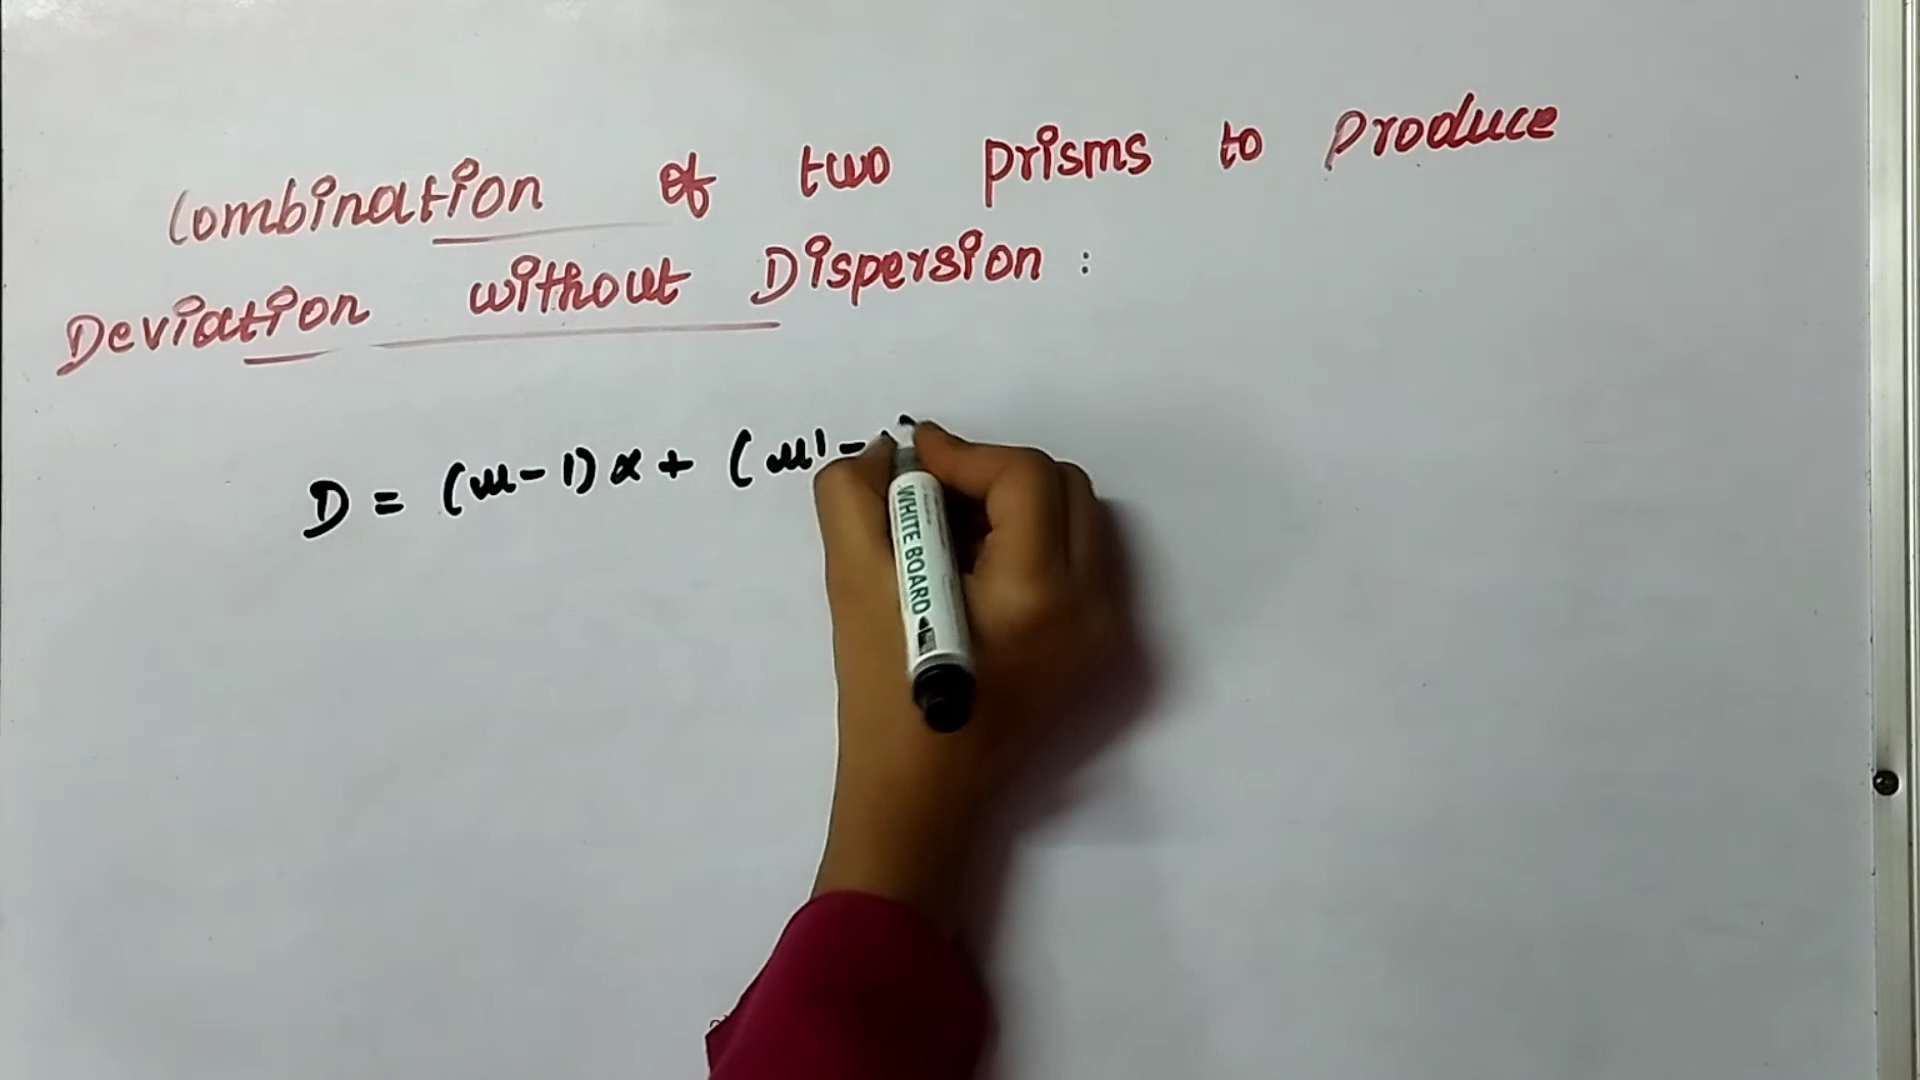 Combination of two prisms to produce
Deviation without Dispersion :
D = (μ-1)α + (μ'-
WHITE BOARD